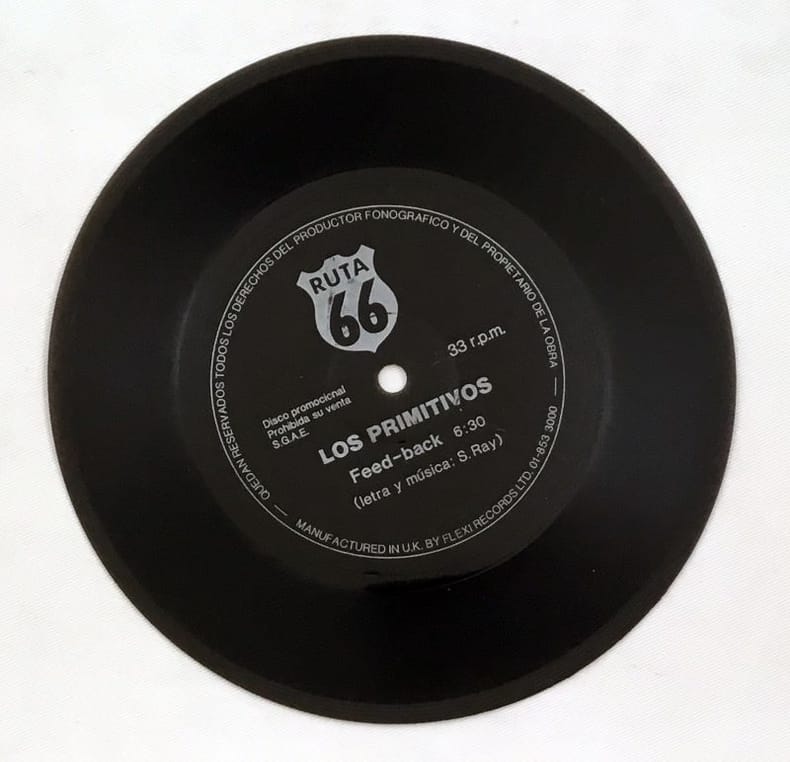 QUEDAN RESERVADOS TODOS LOS DERECHOS DEL PRODUCTOR FONOGRAFICO Y DEL PROPIETARIO DE LA OBRA —
RUTA
66
33 r.p.m.
Disco promocional
Prohibida su venta
S.G.A.E.
LOS PRIMITIVOS
Feed-back 6:30
(letra y música: S. Ray)
— MANUFACTURED IN U.K. BY FLEXI RECORDS LTD. 01-853 3000 —